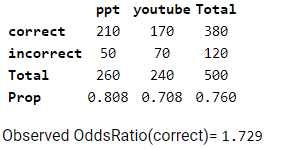 ppt youtube Total
correct 210 170 380
incorrect 50 70 120
Total 260 240 500
Prop 0.808 0.708 0.760
Observed OddsRatio(correct)= 1.729